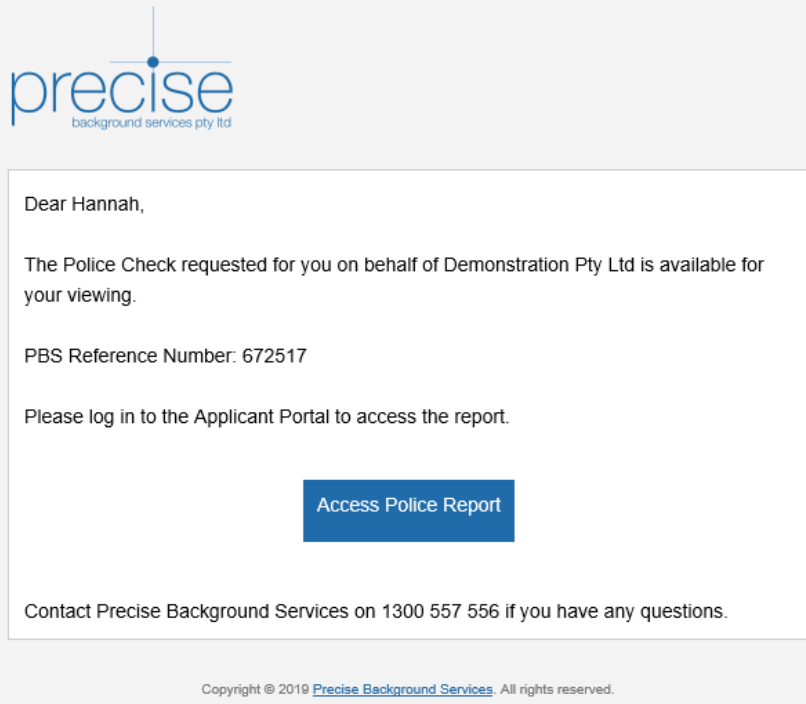 precise
background services pty ltd
Dear Hannah,
The Police Check requested for you on behalf of Demonstration Pty Ltd is available for
your viewing.
PBS Reference Number: 672517
Please log in to the Applicant Portal to access the report.
Access Police Report
Contact Precise Background Services on 1300 557 556 if you have any questions.
Copyright © 2019 Precise Background Services. All rights reserved.